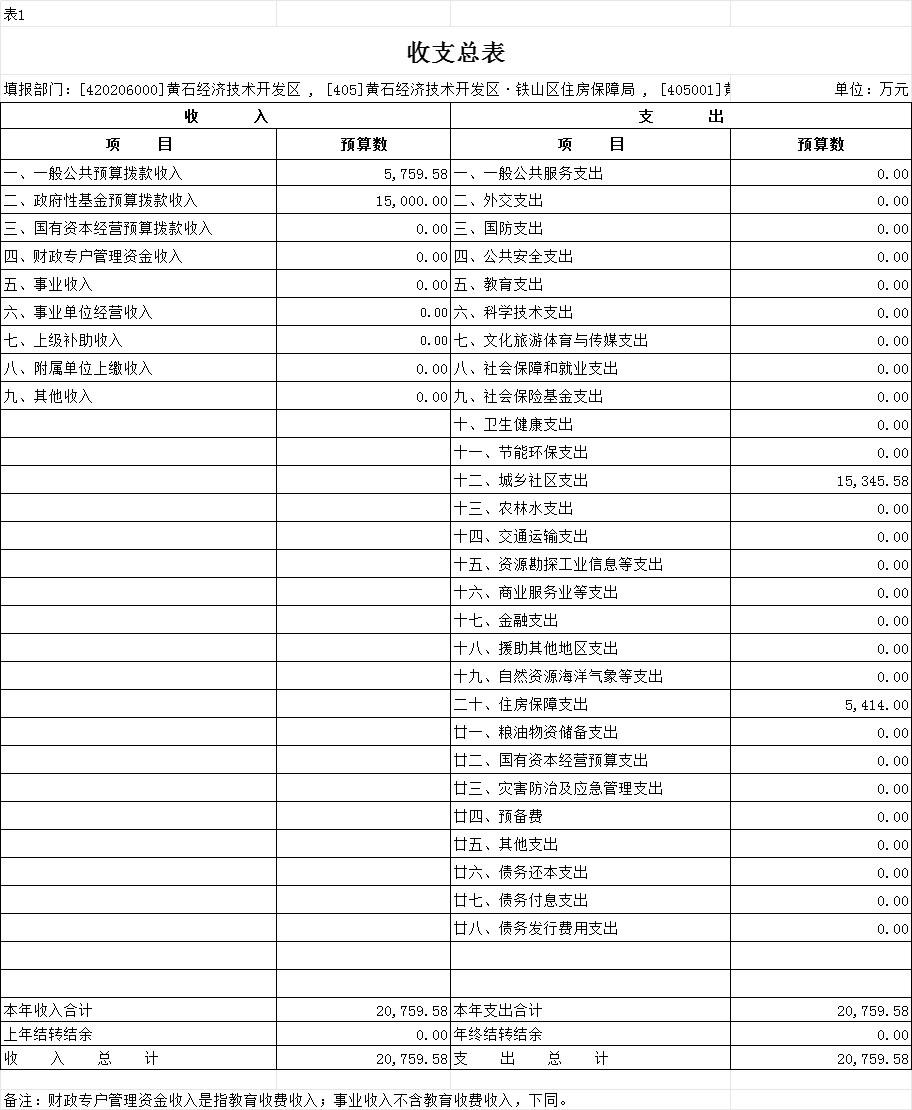 表1
收支总表
填报部门：[420206000]黄石经济技术开发区 , [405]黄石经济技术开发区·铁山区住房保障局 , [405001] 单位：万元
收 入 支 出
项 目 预算数 项 目 预算数
一、一般公共预算拨款收入 5,759.58 一、一般公共服务支出 0.00
二、政府性基金预算拨款收入 15,000.00 二、外交支出 0.00
三、国有资本经营预算拨款收入 0.00 三、国防支出 0.00
四、财政专户管理资金收入 0.00 四、公共安全支出 0.00
五、事业收入 0.00 五、教育支出 0.00
六、事业单位经营收入 0.00 六、科学技术支出 0.00
七、上级补助收入 0.00 七、文化旅游体育与传媒支出 0.00
八、附属单位上缴收入 0.00 八、社会保障和就业支出 0.00
九、其他收入 0.00 九、社会保险基金支出 0.00
十、卫生健康支出 0.00
十一、节能环保支出 0.00
十二、城乡社区支出 15,345.58
十三、农林水支出 0.00
十四、交通运输支出 0.00
十五、资源勘探工业信息等支出 0.00
十六、商业服务业等支出 0.00
十七、金融支出 0.00
十八、援助其他地区支出 0.00
十九、自然资源海洋气象等支出 0.00
二十、住房保障支出 5,414.00
廿一、粮油物资储备支出 0.00
廿二、国有资本经营预算支出 0.00
廿三、灾害防治及应急管理支出 0.00
廿四、预备费 0.00
廿五、其他支出 0.00
廿六、债务还本支出 0.00
廿七、债务付息支出 0.00
廿八、债务发行费用支出 0.00
本年收入合计 20,759.58 本年支出合计 20,759.58
上年结转结余 0.00 年终结转结余 0.00
收 入 总 计 20,759.58 支 出 总 计 20,759.58
备注：财政专户管理资金收入是指教育收费收入；事业收入不含教育收费收入，下同。